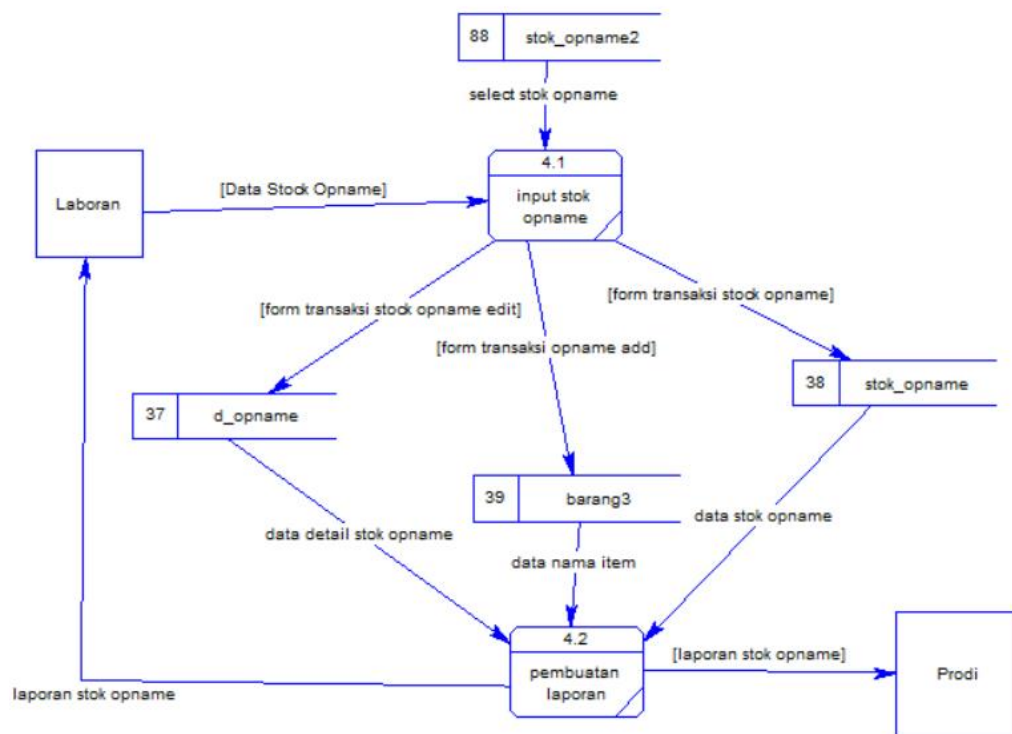 88 stok_opname2
select stok opname
4.1
input stok
opname
Laboran
[Data Stock Opname]
[form transaksi stock opname edit]
[form transaksi stock opname]
[form transaksi opname add]
38 stok_opname
37 d_opname
39 barang3
data stok opname
data detail stok opname
data nama item
4.2
pembuatan
laporan
[laporan stok opname]
Prodi
laporan stok opname